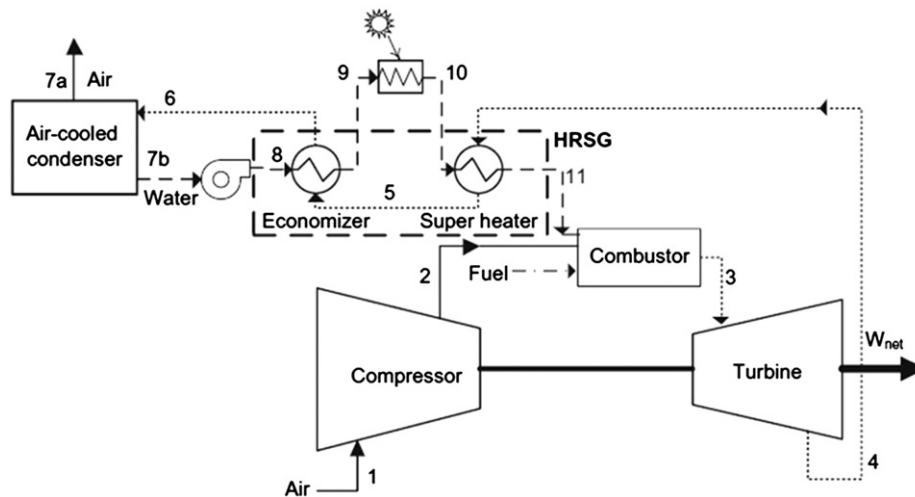 7a Air
9 10
6
Air-cooled
condenser
HRSG
7b
8
Water
5
11
Economizer Super heater
2
Fuel
Combustor
3
Compressor
Turbine
Wnet
Air 1
4